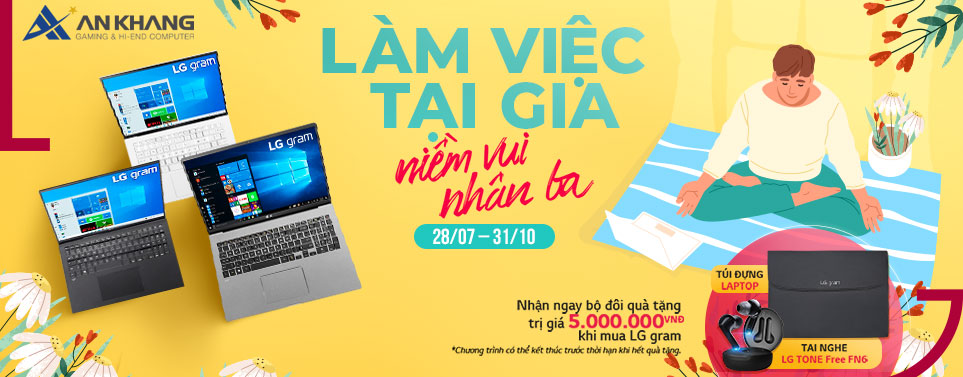 AN KHANG
GAMING & HI-END COMPUTER
LG gram
LG gram
LG gram
LÀM VIỆC
TẠI GIA
niềm vui
nhân ba
28/07 – 31/10
Nhận ngay bộ đôi quà tặng
trị giá 5.000.000VNĐ
khi mua LG gram
*Chương trình có thể kết thúc trước thời hạn khi hết quà tặng.
TÚI ĐỰNG
LAPTOP
LG gram
TAI NGHE
LG TONE Free FN6